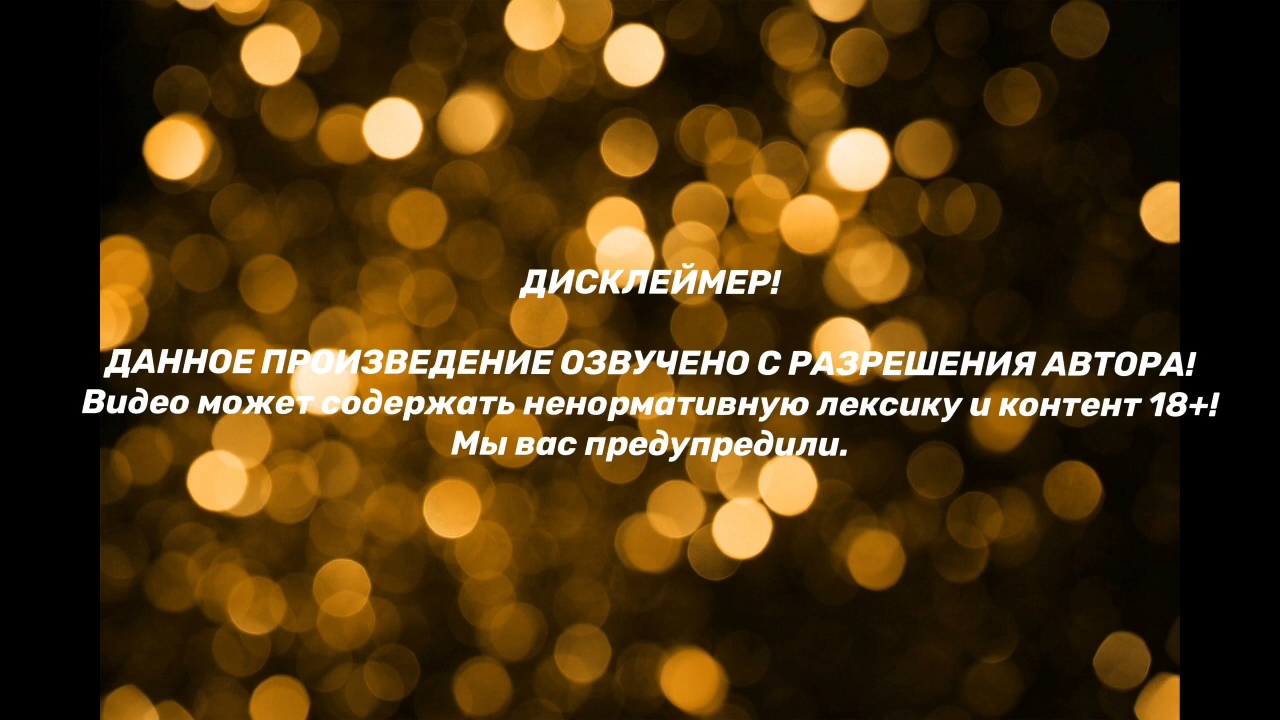 ДИСКЛЕЙМЕР!
ДАННОЕ ПРОИЗВЕДЕНИЕ ОЗВУЧЕНО С РАЗРЕШЕНИЯ АВТОРА!
Видео может содержать ненормативную лексику и контент 18+!
Мы вас предупредили.